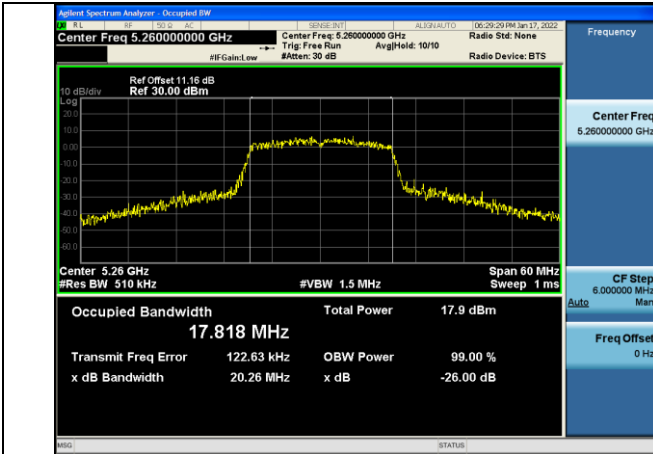 Agilent Spectrum Analyzer - Occupied BW
RL RF 50 Ω AC SENSE:INT ALIGNAUTO 06:29:29 PM Jan 17, 2022
Center Freq 5.260000000 GHz Center Freq: 5.260000000 GHz Radio Std: None
Trig: Free Run Avg|Hold: 10/10
#IFGain:Low #Atten: 30 dB Radio Device: BTS
Ref Offset 11.16 dB
10 dB/div Ref 30.00 dBm
Log
20.0
10.0
0.00
-10.0
-20.0
-30.0
-40.0
-50.0
-60.0
Center 5.26 GHz Span 60 MHz
#Res BW 510 kHz #VBW 1.5 MHz Sweep 1 ms
Occupied Bandwidth Total Power 17.9 dBm
17.818 MHz
Transmit Freq Error 122.63 kHz OBW Power 99.00 %
x dB Bandwidth 20.26 MHz x dB -26.00 dB
MSG STATUS
Frequency
Center Freq
5.260000000 GHz
CF Step
6.000000 MHz
Auto Man
Freq Offset
0 Hz